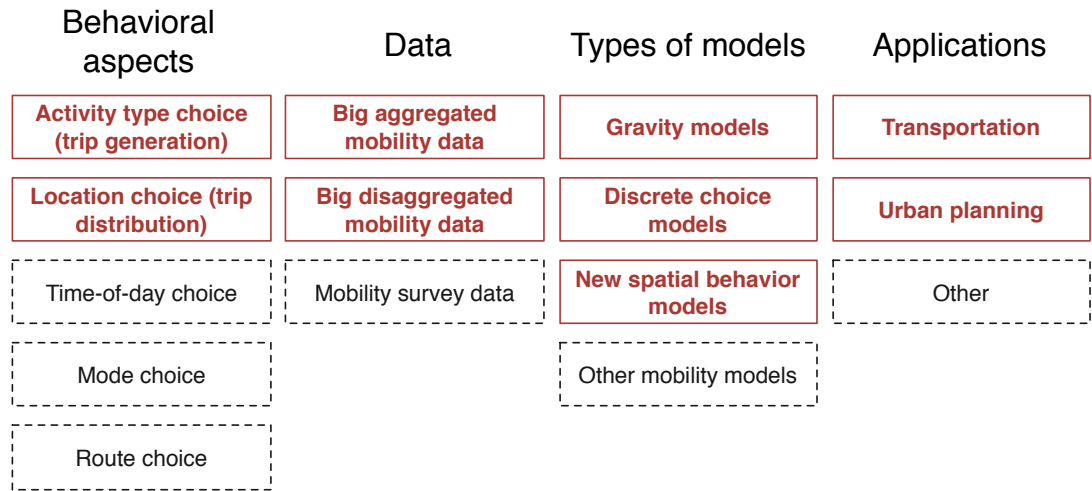 Behavioral
aspects
Data
Types of models
Applications
Activity type choice
(trip generation)
Big aggregated
mobility data
Gravity models
Transportation
Location choice (trip
distribution)
Big disaggregated
mobility data
Discrete choice
models
Urban planning
Time-of-day choice
Mobility survey data
New spatial behavior
models
Other
Mode choice
Other mobility models
Route choice